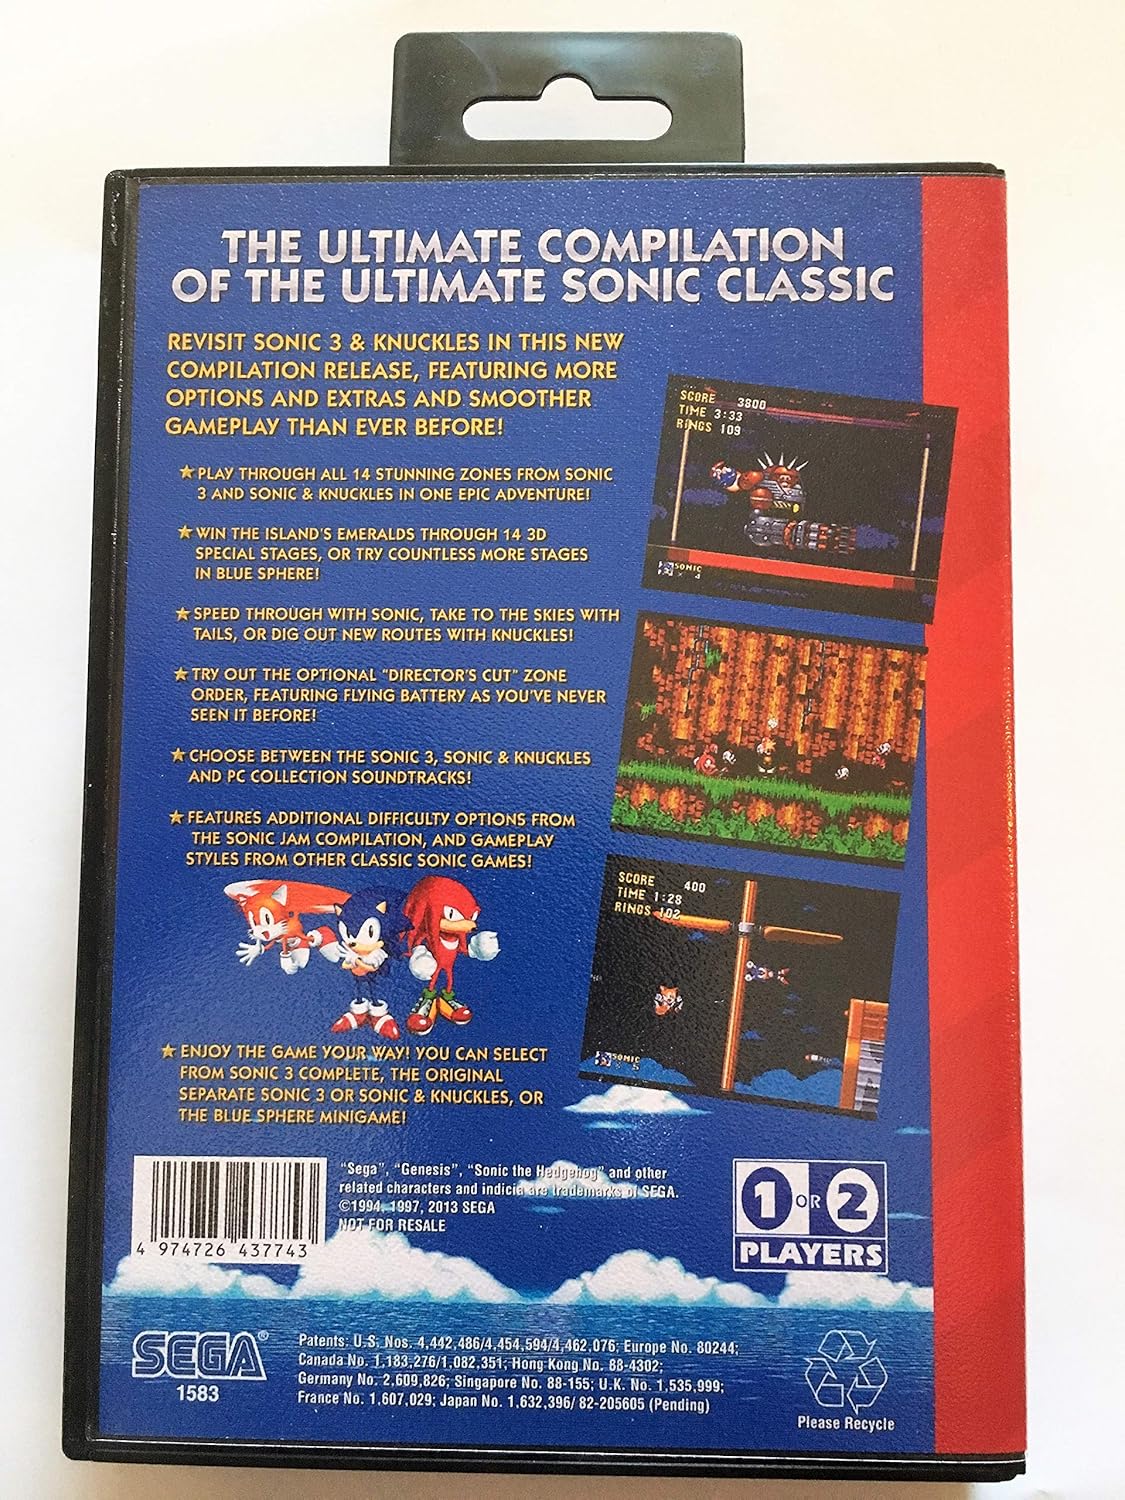 THE ULTIMATE COMPILATION
OF THE ULTIMATE SONIC CLASSIC
REVISIT SONIC 3 & KNUCKLES IN THIS NEW
COMPILATION RELEASE, FEATURING MORE
OPTIONS AND EXTRAS AND SMOOTHER
GAMEPLAY THAN EVER BEFORE!
★PLAY THROUGH ALL 14 STUNNING ZONES FROM SONIC
3 AND SONIC & KNUCKLES IN ONE EPIC ADVENTURE!
★WIN THE ISLAND'S EMERALDS THROUGH 14 3D
SPECIAL STAGES, OR TRY COUNTLESS MORE STAGES
IN BLUE SPHERE!
★SPEED THROUGH WITH SONIC, TAKE TO THE SKIES WITH
TAILS, OR DIG OUT NEW ROUTES WITH KNUCKLES!
★TRY OUT THE OPTIONAL "DIRECTOR'S CUT" ZONE
ORDER, FEATURING FLYING BATTERY AS YOU'VE NEVER
SEEN IT BEFORE!
★CHOOSE BETWEEN THE SONIC 3, SONIC & KNUCKLES
AND PC COLLECTION SOUNDTRACKS!
★FEATURES ADDITIONAL DIFFICULTY OPTIONS FROM
THE SONIC JAM COMPILATION, AND GAMEPLAY
STYLES FROM OTHER CLASSIC SONIC GAMES!
★ENJOY THE GAME YOUR WAY! YOU CAN SELECT
FROM SONIC 3 COMPLETE, THE ORIGINAL
SEPARATE SONIC 3 OR SONIC & KNUCKLES, OR
THE BLUE SPHERE MINIGAME!
SCORE 3800
TIME 3:33
RINGS 109
SONIC
× 4
SCORE 400
TIME 1:28
RINGS 102
SONIC
× 5
4 974726 437743
"Sega", "Genesis", "Sonic the Hedgehog" and other
related characters and indicia are trademarks of SEGA.
©1994, 1997, 2013 SEGA
NOT FOR RESALE
1 OR 2
PLAYERS
SEGA®
1583
Patents: U.S. Nos. 4,442,486/4,454,594/4,462,076; Europe No. 80244;
Canada No. 1,183,276/1,082,351; Hong Kong No. 88-4302;
Germany No. 2,609,826; Singapore No. 88-155; U.K. No. 1,535,999;
France No. 1,607,029; Japan No. 1,632,396/ 82-205605 (Pending)
Please Recycle